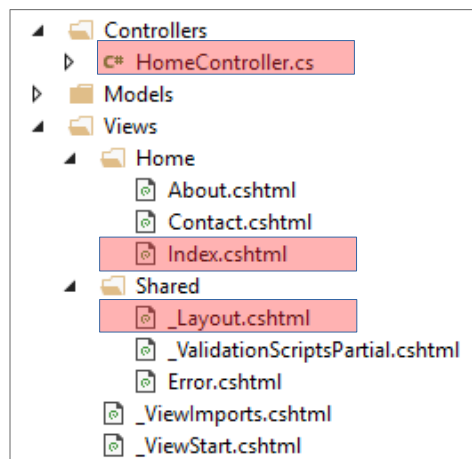 Controllers
C# HomeController.cs
Models
Views
Home
About.cshtml
Contact.cshtml
Index.cshtml
Shared
_Layout.cshtml
_ValidationScriptsPartial.cshtml
Error.cshtml
_ViewImports.cshtml
_ViewStart.cshtml